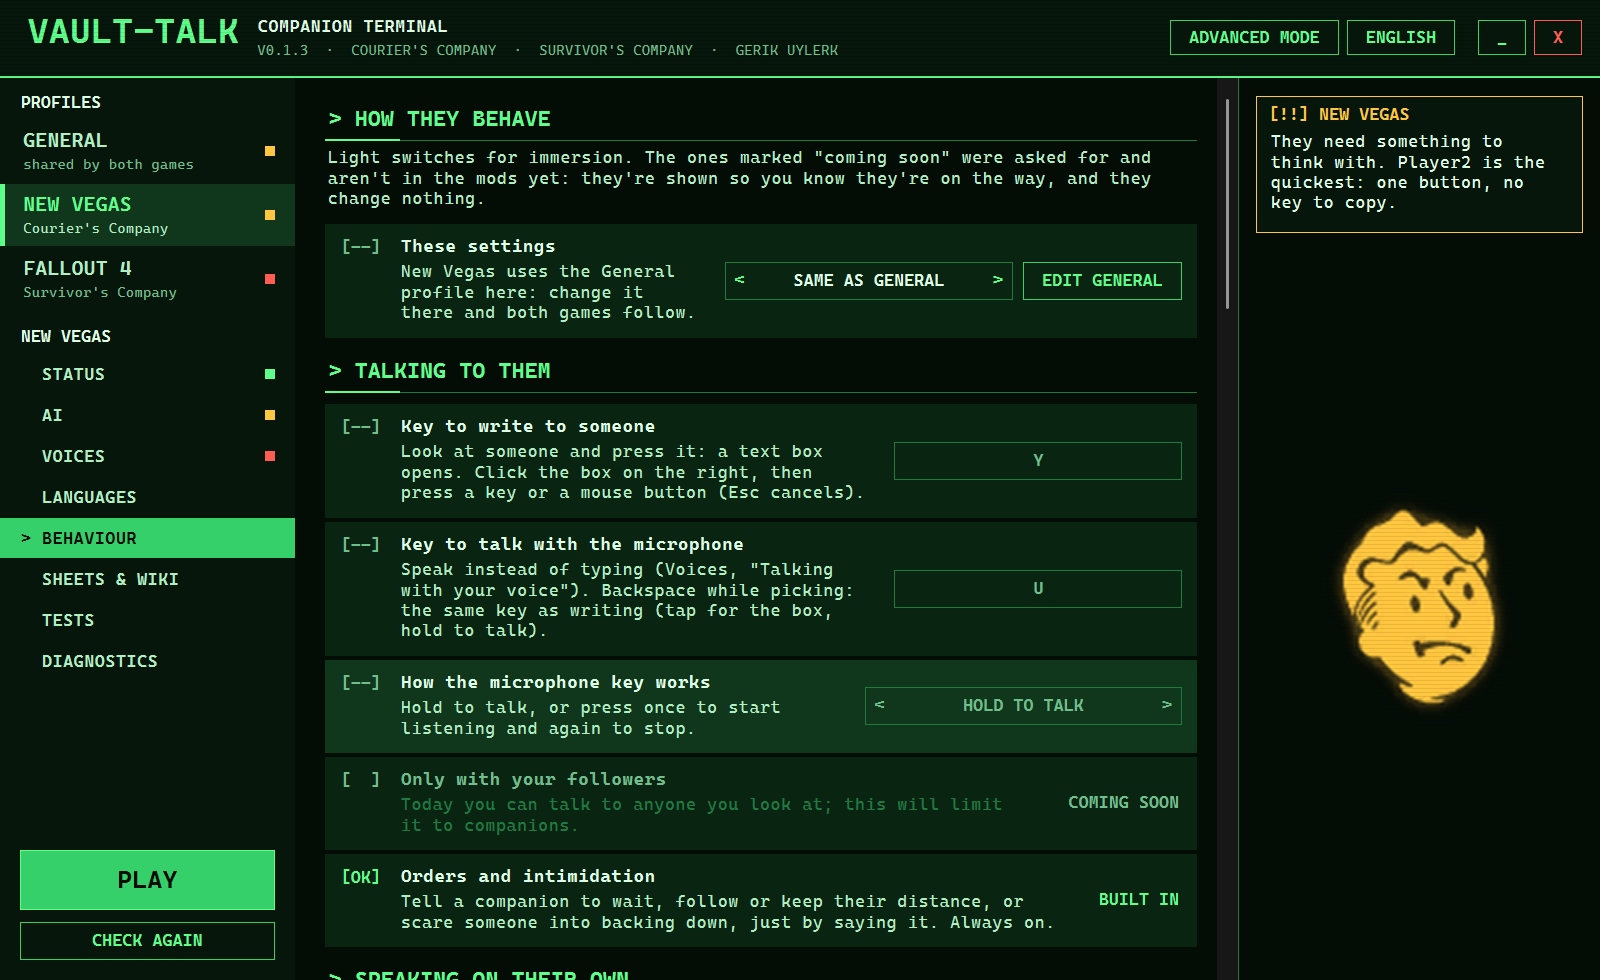 VAULT-TALK
COMPANION TERMINAL
V0.1.3 · COURIER'S COMPANY · SURVIVOR'S COMPANY · GERIK UYLERK
ADVANCED MODE
ENGLISH
_
X
PROFILES
GENERAL
shared by both games
NEW VEGAS
Courier's Company
FALLOUT 4
Survivor's Company
NEW VEGAS
STATUS
AI
VOICES
LANGUAGES
> BEHAVIOUR
SHEETS & WIKI
TESTS
DIAGNOSTICS
PLAY
CHECK AGAIN
> HOW THEY BEHAVE
Light switches for immersion. The ones marked "coming soon" were asked for and
aren't in the mods yet: they're shown so you know they're on the way, and they
change nothing.
[--] These settings
New Vegas uses the General
profile here: change it
there and both games follow.
< SAME AS GENERAL >
EDIT GENERAL
> TALKING TO THEM
[--] Key to write to someone
Look at someone and press it: a text box
opens. Click the box on the right, then
press a key or a mouse button (Esc cancels).
Y
[--] Key to talk with the microphone
Speak instead of typing (Voices, "Talking
with your voice"). Backspace while picking:
the same key as writing (tap for the box,
hold to talk).
U
[--] How the microphone key works
Hold to talk, or press once to start
listening and again to stop.
< HOLD TO TALK >
[ ] Only with your followers
Today you can talk to anyone you look at; this will limit
it to companions.
COMING SOON
[OK] Orders and intimidation
Tell a companion to wait, follow or keep their distance, or
scare someone into backing down, just by saying it. Always on.
BUILT IN
> SPEAKING ON THEIR OWN
[!!] NEW VEGAS
They need something to
think with. Player2 is the
quickest: one button, no
key to copy.